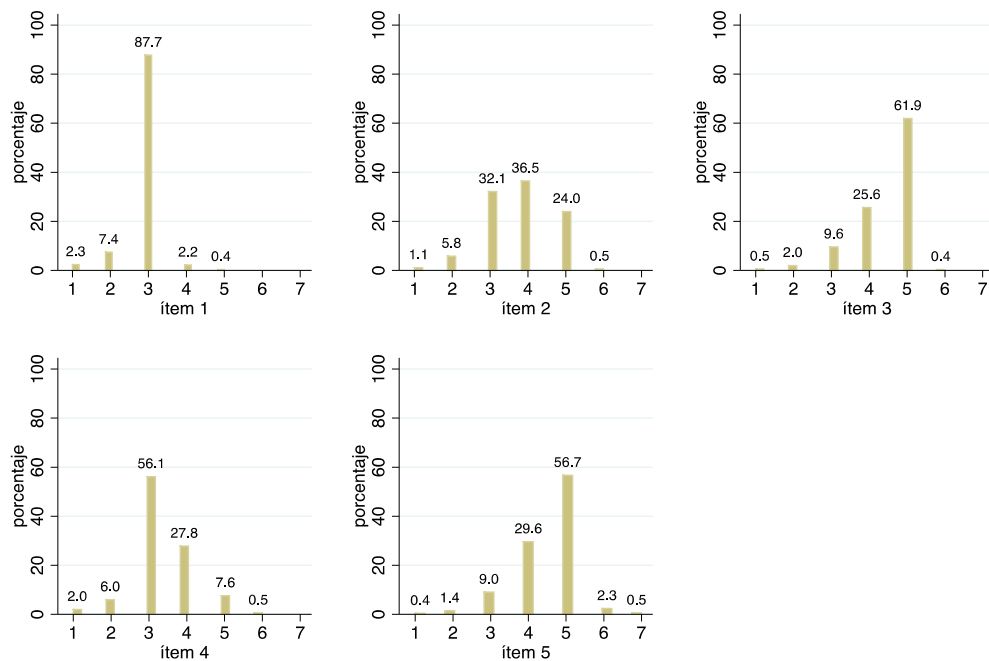 porcentaje
0 20 40 60 80 100
2.3 7.4 87.7 2.2 0.4
1 2 3 4 5 6 7
ítem 1
porcentaje
0 20 40 60 80 100
1.1 5.8 32.1 36.5 24.0 0.5
1 2 3 4 5 6 7
ítem 2
porcentaje
0 20 40 60 80 100
0.5 2.0 9.6 25.6 61.9 0.4
1 2 3 4 5 6 7
ítem 3
porcentaje
0 20 40 60 80 100
2.0 6.0 56.1 27.8 7.6 0.5
1 2 3 4 5 6 7
ítem 4
porcentaje
0 20 40 60 80 100
0.4 1.4 9.0 29.6 56.7 2.3 0.5
1 2 3 4 5 6 7
ítem 5